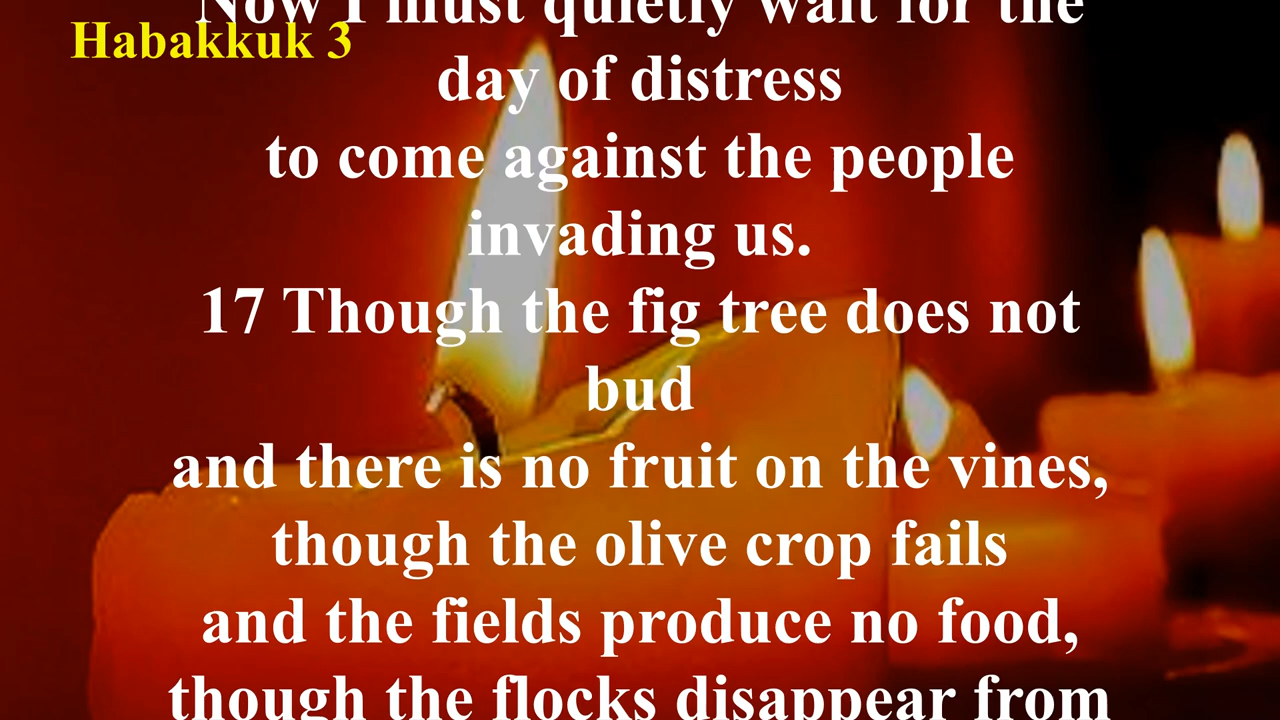 Habakkuk 3
Now I must quietly wait for the
day of distress
to come against the people
invading us.
17 Though the fig tree does not
bud
and there is no fruit on the vines,
though the olive crop fails
and the fields produce no food,
though the flocks disappear from